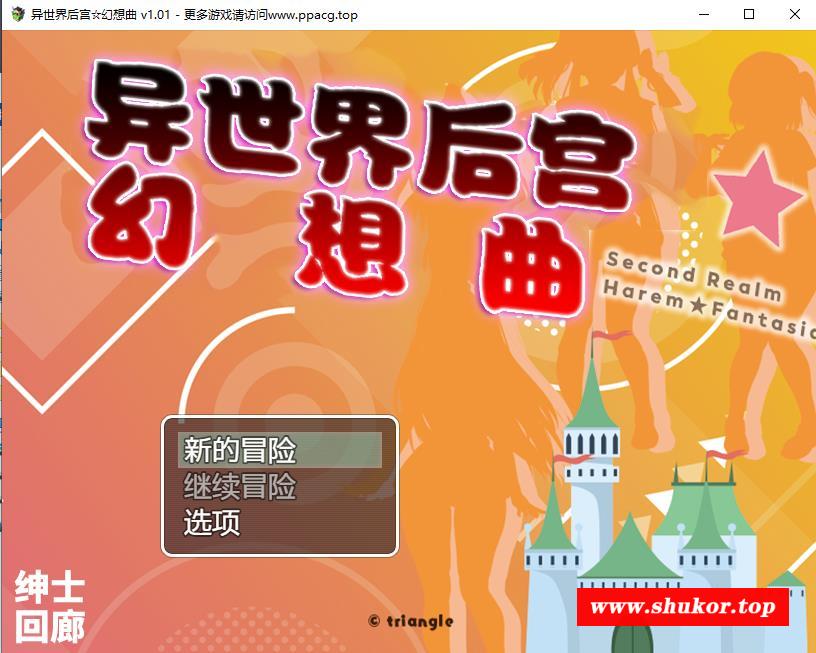 异世界后宫☆幻想曲 v1.01 - 更多游戏请访问www.ppacg.top
异世界后宫
幻想曲
Second Realm
Harem★Fantasia
新的冒险
继续冒险
选项
绅士
回廊
© triangle
www.shukor.top